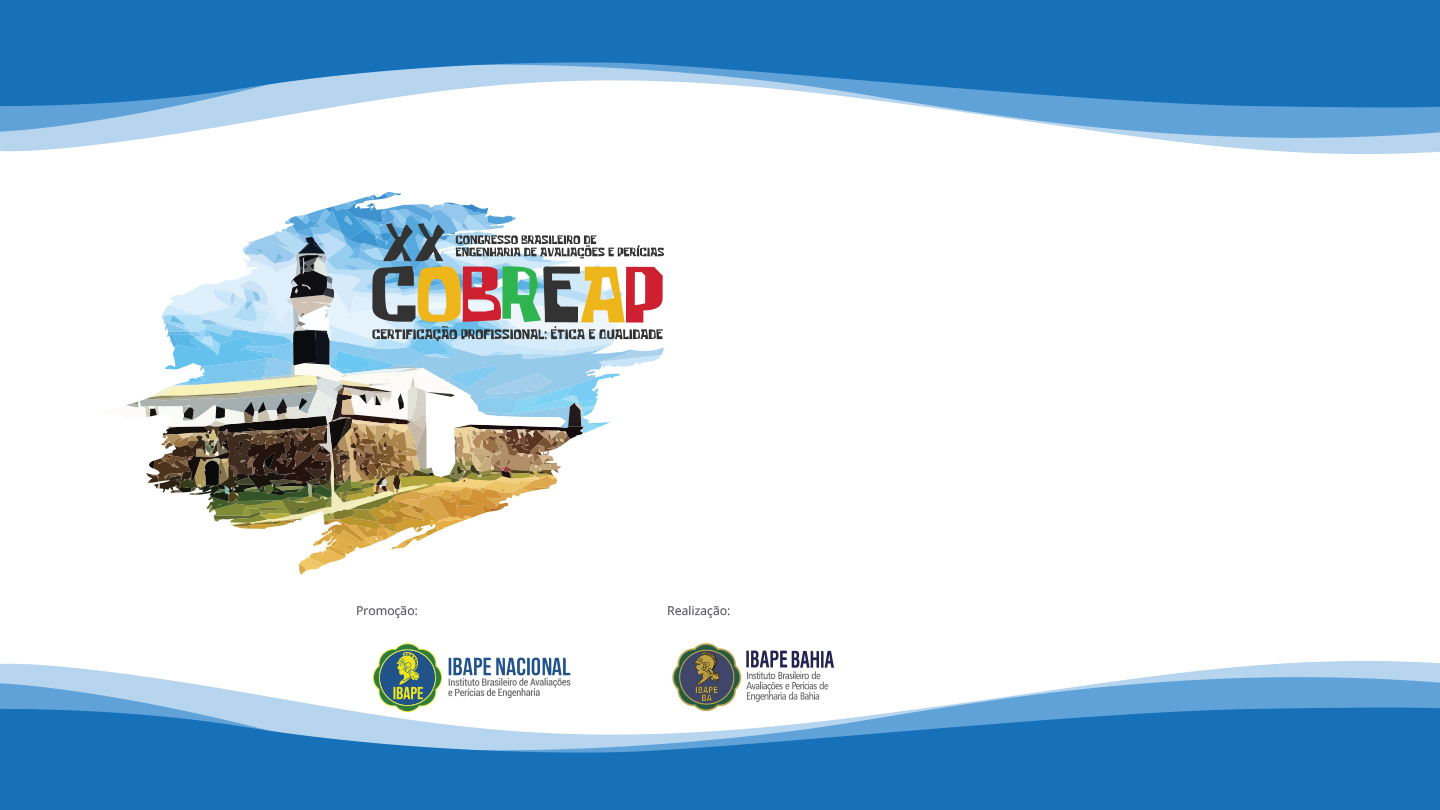 XX CONGRESSO BRASILEIRO DE
ENGENHARIA DE AVALIAÇÕES E PERÍCIAS
COBREAP
CERTIFICAÇÃO PROFISSIONAL: ÉTICA E QUALIDADE
Promoção:
Realização:
IBAPE
IBAPE NACIONAL
Instituto Brasileiro de Avaliações
e Perícias de Engenharia
IBAPE
BA
IBAPE BAHIA
Instituto Brasileiro de
Avaliações e Perícias de
Engenharia da Bahia